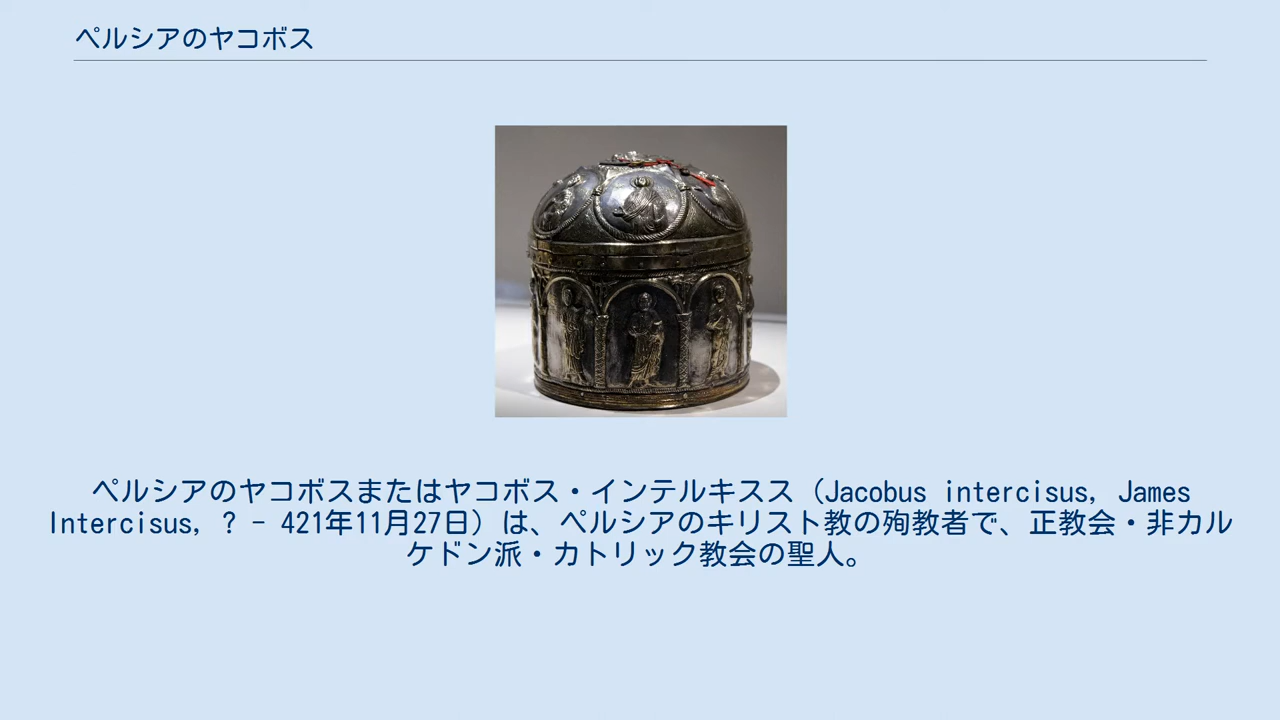 ペルシアのヤコボス
ペルシアのヤコボスまたはヤコボス・インテルキスス（Jacobus intercisus, James
Intercisus, ? - 421年11月27日）は、ペルシアのキリスト教の殉教者で、正教会・非カル
ケドン派・カトリック教会の聖人。